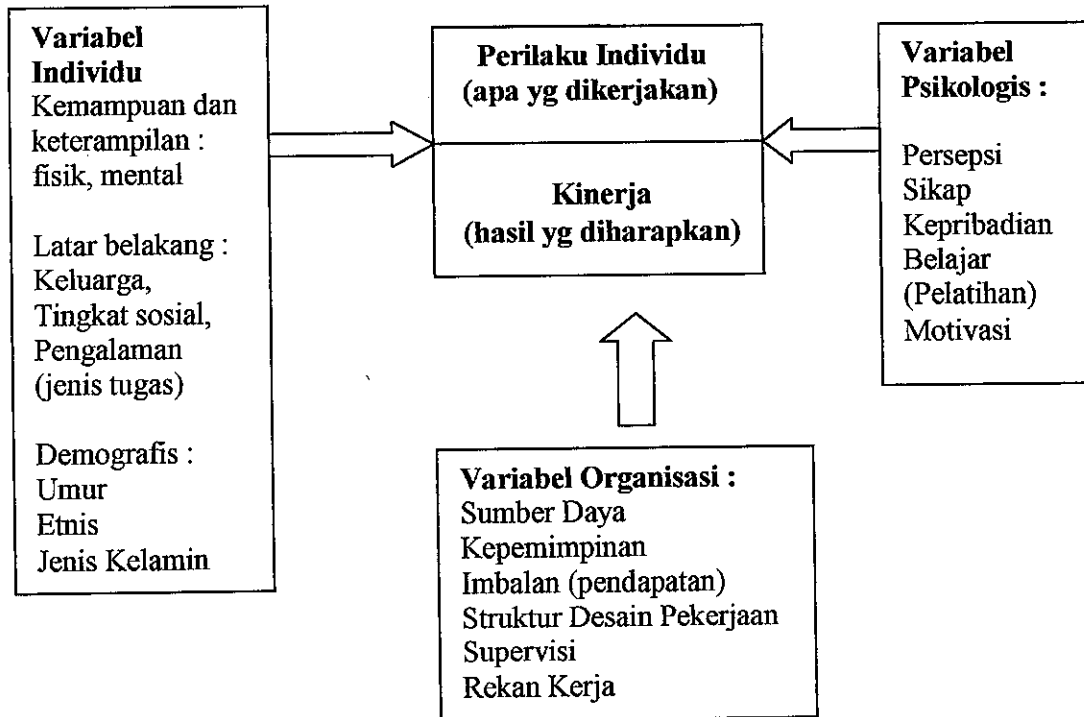 Variabel
Individu
Kemampuan dan
keterampilan :
fisik, mental
Latar belakang :
Keluarga,
Tingkat sosial,
Pengalaman
(jenis tugas)
Demografis :
Umur
Etnis
Jenis Kelamin
Perilaku Individu
(apa yg dikerjakan)
Kinerja
(hasil yg diharapkan)
Variabel
Psikologis :
Persepsi
Sikap
Kepribadian
Belajar
(Pelatihan)
Motivasi
Variabel Organisasi :
Sumber Daya
Kepemimpinan
Imbalan (pendapatan)
Struktur Desain Pekerjaan
Supervisi
Rekan Kerja